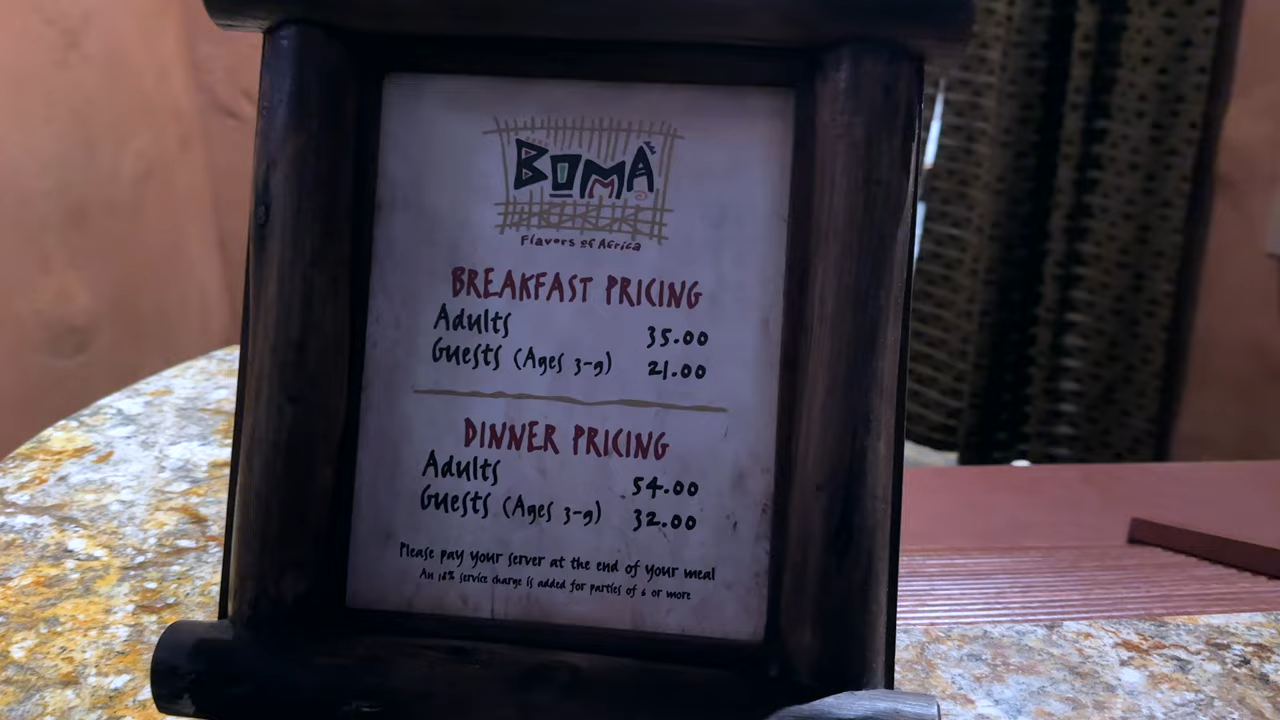 BOMA
Flavors of Africa
BREAKFAST PRICING
Adults 35.00
Guests (Ages 3-9) 21.00
DINNER PRICING
Adults 54.00
Guests (Ages 3-9) 32.00
Please pay your server at the end of your meal
An 18% service charge is added for parties of 6 or more